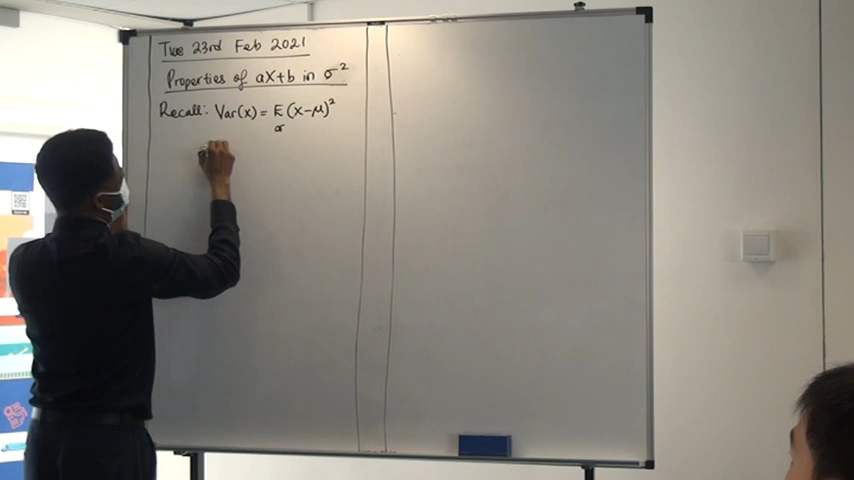 Tue 23rd Feb 2021
Properties of aX+b in σ²
Recall: Var(x) = E(x-μ)²
or